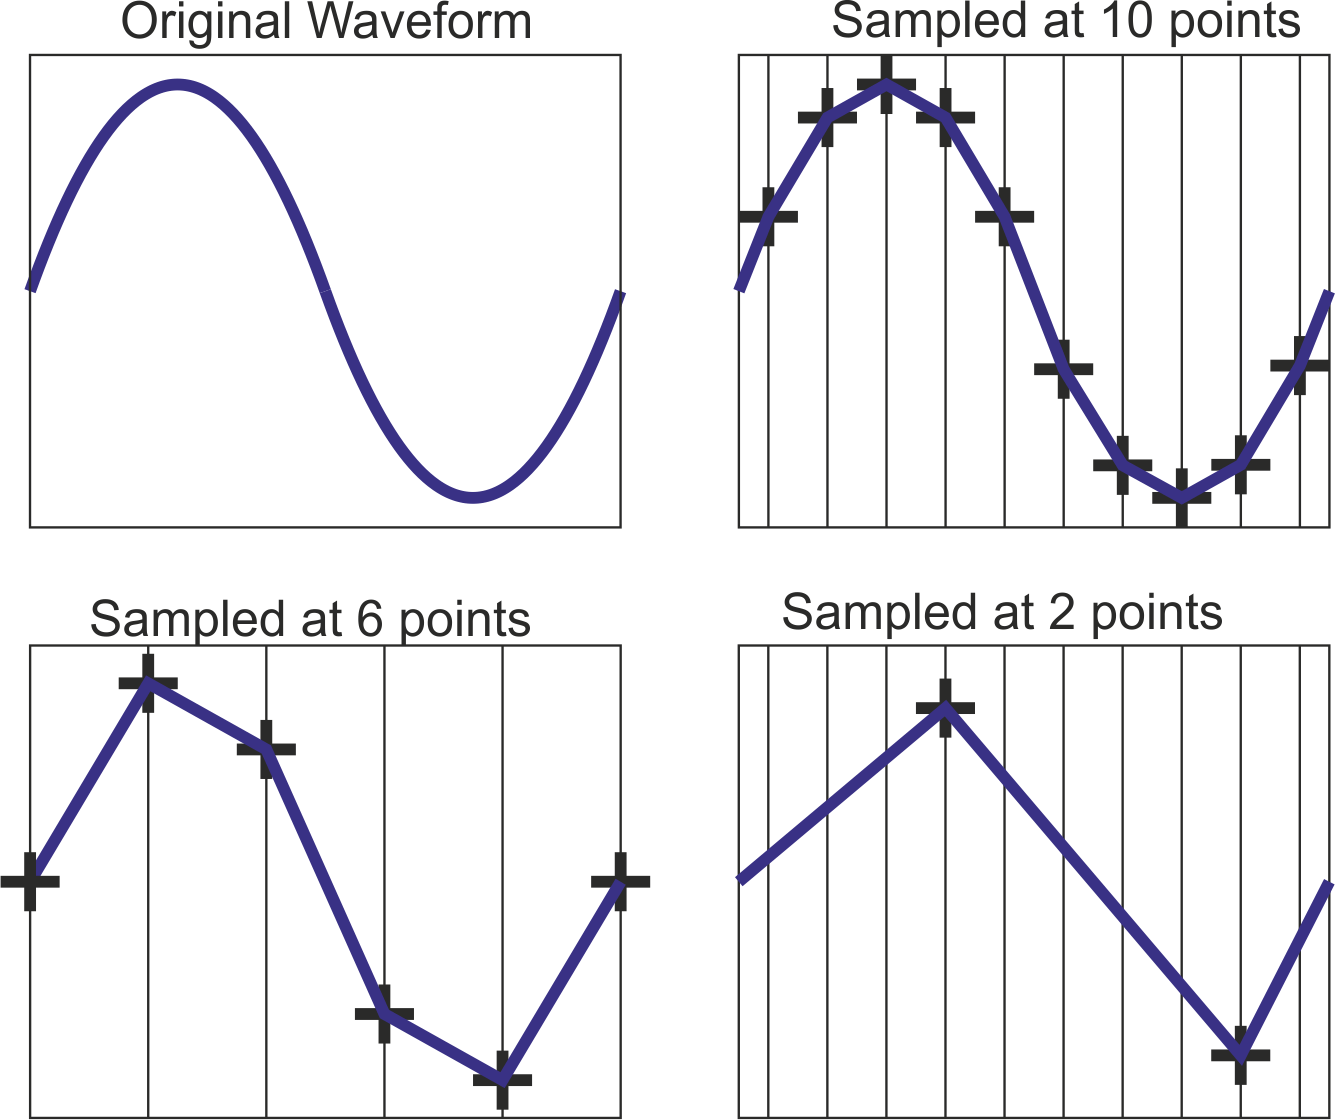 Original Waveform
Sampled at 10 points
Sampled at 6 points
Sampled at 2 points